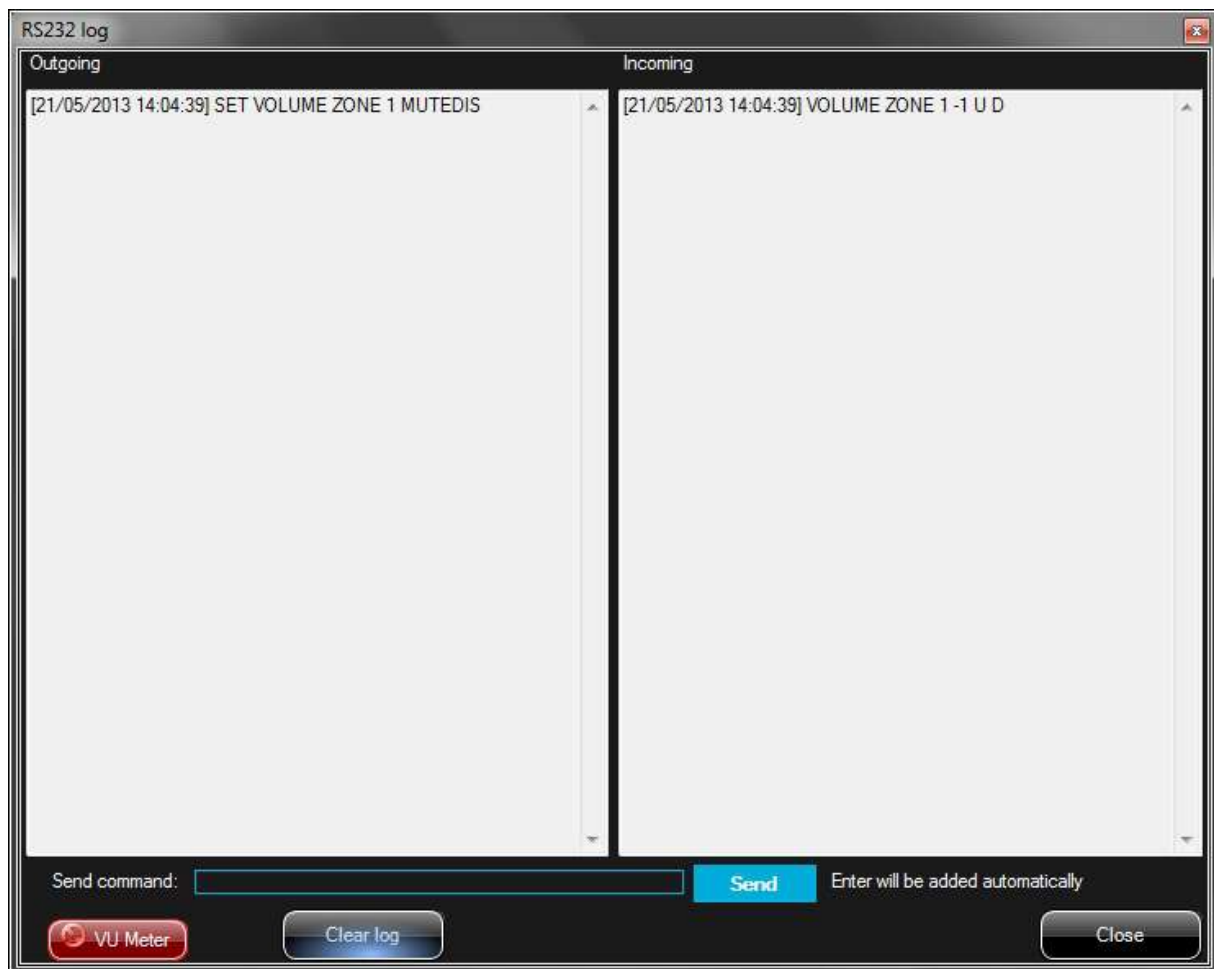 RS232 log
Outgoing
Incoming
[21/05/2013 14:04:39] SET VOLUME ZONE 1 MUTEDIS
[21/05/2013 14:04:39] VOLUME ZONE 1 -1 U D
Send command:
Send
Enter will be added automatically
VU Meter
Clear log
Close